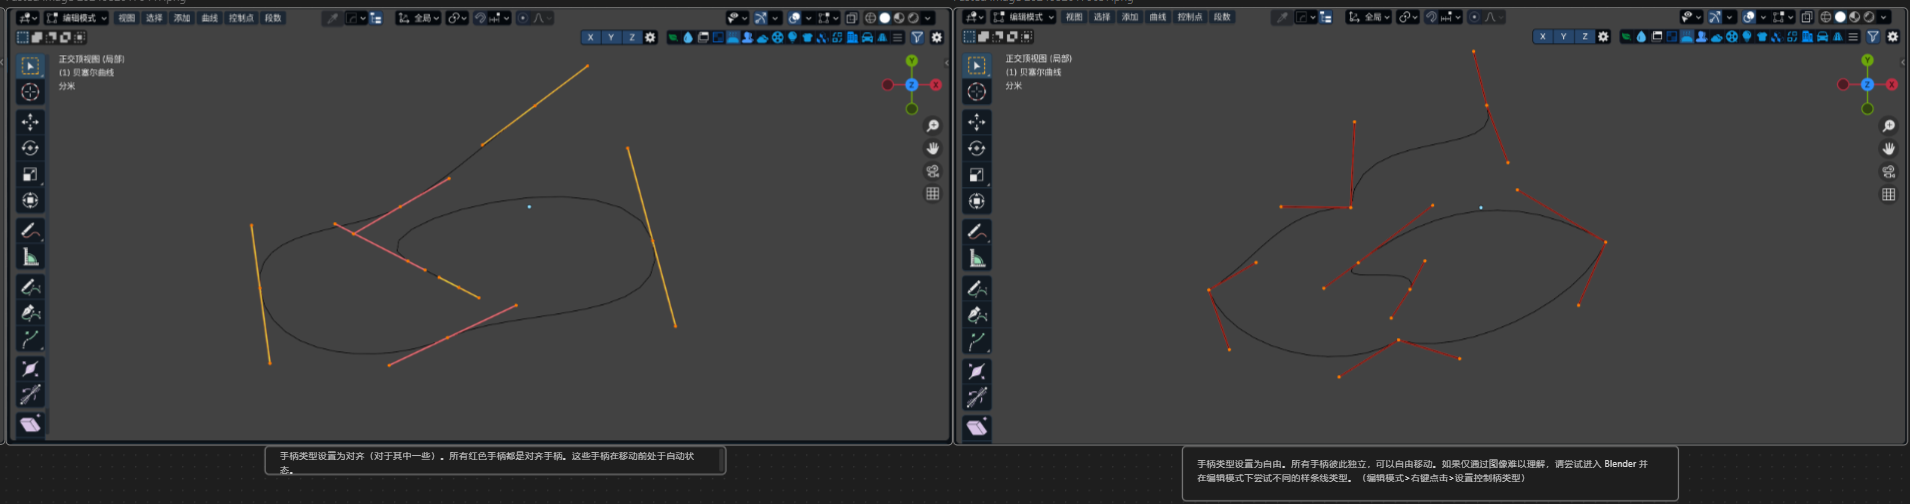 编辑模式 视图 选择 添加 曲线 控制点 段数 全局
X Y Z
正交顶视图 (局部)
(1) 贝塞尔曲线
分米
Y
Z X
手柄类型设置为对齐（对于其中一些）。所有红色手柄都是对齐手柄。这些手柄在移动前处于自动状
态。
编辑模式 视图 选择 添加 曲线 控制点 段数 全局
X Y Z
正交顶视图 (局部)
(1) 贝塞尔曲线
分米
Y
Z X
手柄类型设置为自由。所有手柄彼此独立，可以自由移动。如果仅通过图像难以理解，请尝试进入 Blender 并
在编辑模式下尝试不同的样条线类型。（编辑模式>右键点击>设置控制柄类型）